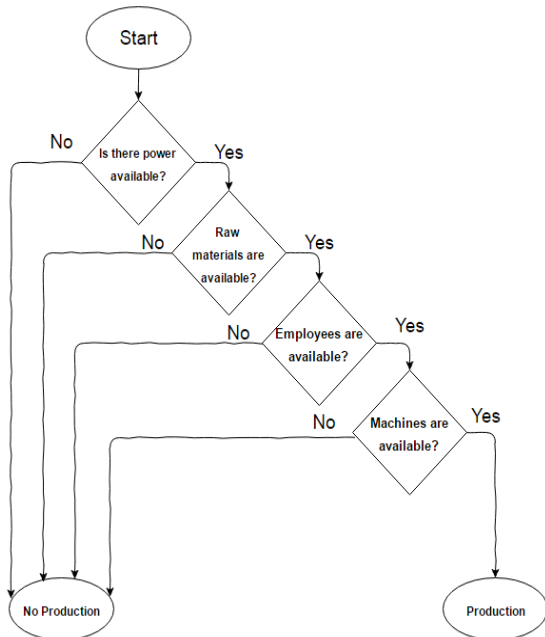 Start
No
Is there power
available?
Yes
No
Raw
materials are
available?
Yes
No
Employees are
available?
Yes
No
Machines are
available?
Yes
No Production
Production